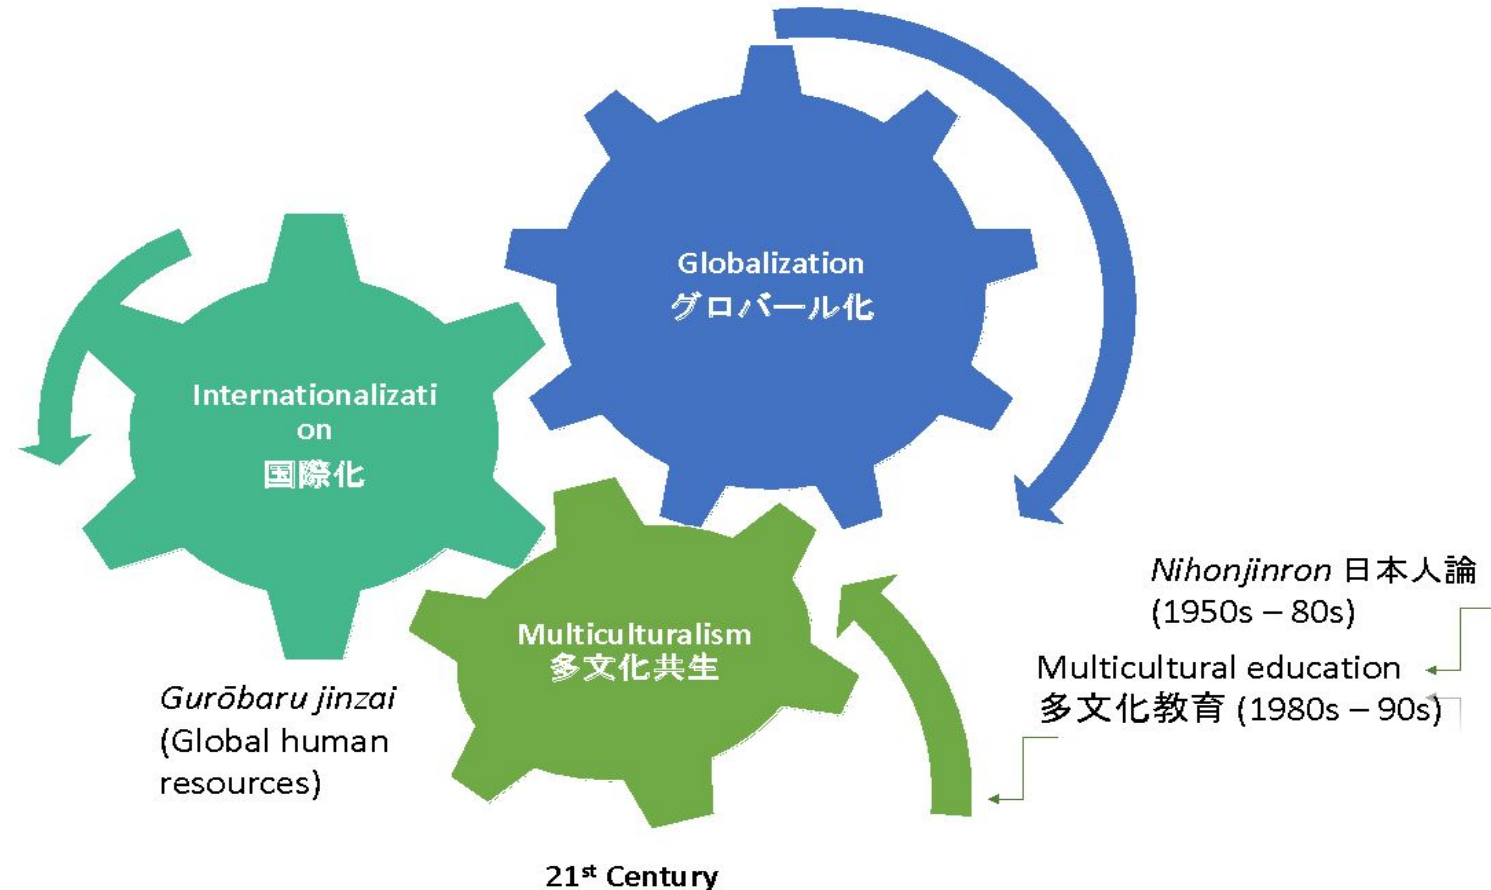 Globalization
グロバール化
Internationalizati
on
国際化
Multiculturalism
多文化共生
Nihonjinron 日本人論
(1950s – 80s)
Multicultural education
多文化教育 (1980s – 90s)
Gurōbaru jinzai
(Global human
resources)
21st Century